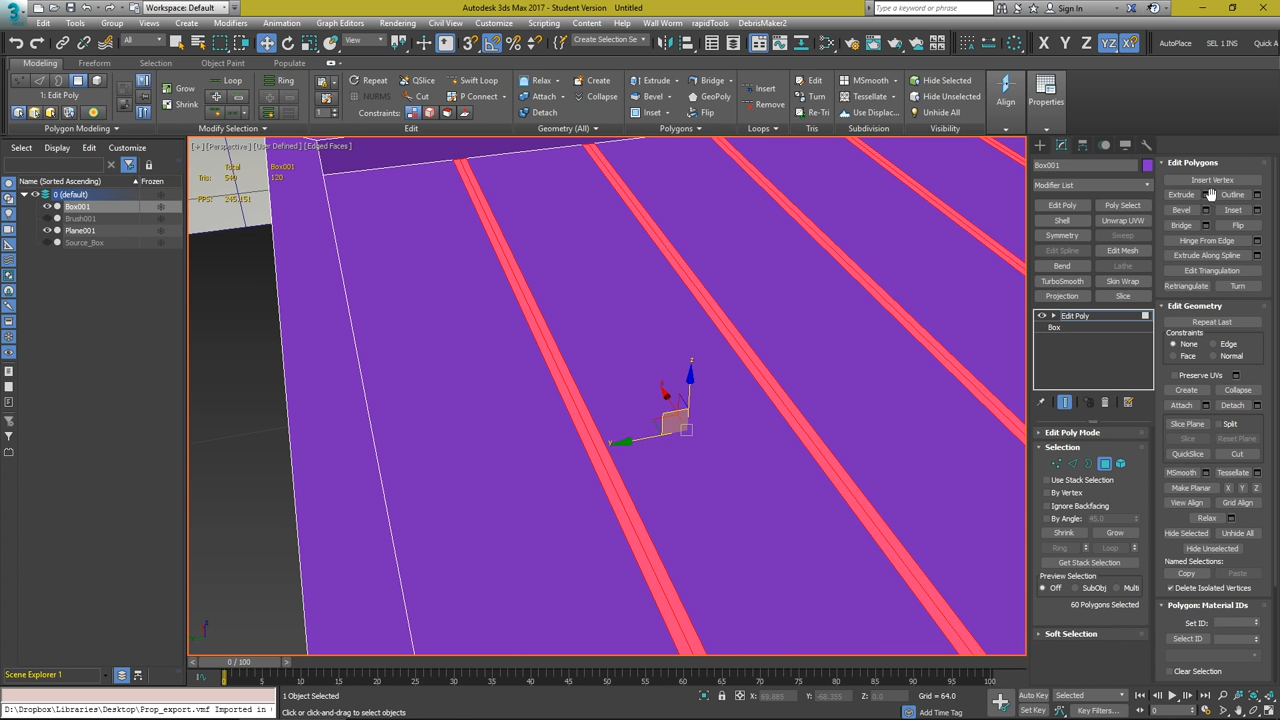 Workspace: Default
Autodesk 3ds Max 2017 - Student Version    Untitled
Type a keyword or phrase
Sign In
Edit Tools Group Views Create Modifiers Animation Graph Editors Rendering Civil View Customize Scripting Content Help Wall Worm rapidTools DebrisMaker2
All View Create Selection Se X Y Z YZ XY AutoPlace SEL 1 INS Quick A
Modeling Freeform Selection Object Paint Populate
1: Edit Poly
Grow Loop Ring
Shrink
Repeat QSlice Swift Loop
NURMS Cut P Connect
Constraints:
Relax Create
Attach Collapse
Detach
Extrude Bridge
Bevel GeoPoly
Inset Flip
Insert
Remove
Edit
Turn
Re-Tri
MSmooth
Tessellate
Use Displac...
Hide Selected
Hide Unselected
Unhide All
Align
Properties
Polygon Modeling Modify Selection Edit Geometry (All) Polygons Loops Tris Subdivision Visibility
Select Display Edit Customize
Name (Sorted Ascending) Frozen
0 (default)
Box001
Brush001
Plane001
Source_Box
[ + ] [ Perspective ] [ User Defined ] [ Edged Faces ]
Total Box001
Tris: 540 120
FPS: 245.151
z
y
Box001
Modifier List
Edit Poly Poly Select
Shell Unwrap UVW
Symmetry Sweep
Edit Spline Edit Mesh
Bend Lathe
TurboSmooth Skin Wrap
Projection Slice
Edit Poly
Box
Edit Poly Mode
Selection
Use Stack Selection
By Vertex
Ignore Backfacing
By Angle: 45.0
Shrink Grow
Ring Loop
Get Stack Selection
Preview Selection
Off SubObj Multi
60 Polygons Selected
Soft Selection
Edit Polygons
Insert Vertex
Extrude Outline
Bevel Inset
Bridge Flip
Hinge From Edge
Extrude Along Spline
Edit Triangulation
Retriangulate Turn
Edit Geometry
Repeat Last
Constraints
None Edge
Face Normal
Preserve UVs
Create Collapse
Attach Detach
Slice Plane Split
Slice Reset Plane
QuickSlice Cut
MSmooth Tessellate
Make Planar X Y Z
View Align Grid Align
Relax
Hide Selected Unhide All
Hide Unselected
Named Selections:
Copy Paste
Delete Isolated Vertices
Polygon: Material IDs
Set ID:
Select ID
Clear Selection
0 / 100
Scene Explorer 1
0 5 10 15 20 25 30 35 40 45 50 55 60 65 70 75 80 85 90 95 100
D:\Dropbox\Libraries\Desktop\Prop_export.vmf Imported in
1 Object Selected
Click or click-and-drag to select objects
X: 69.885 Y: -68.355 Z: 0.0 Grid = 64.0
Add Time Tag
Auto Key Selected
Set Key Key Filters...
0